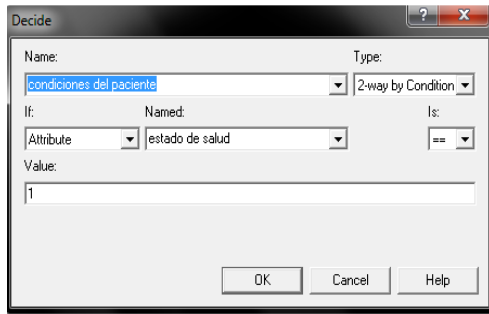 Decide
Name: Type:
condiciones del paciente 2-way by Condition
If: Named: Is:
Attribute estado de salud ==
Value:
1
OK Cancel Help